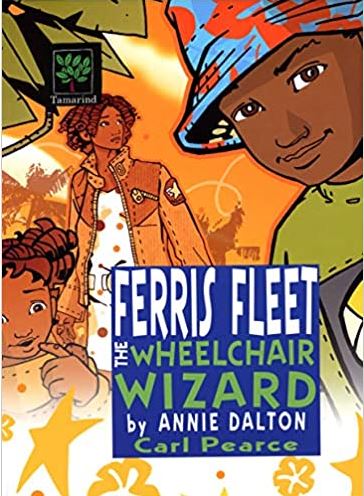 Tamarind
FERRIS FLEET
THE WHEELCHAIR
WIZARD
by ANNIE DALTON
Carl Pearce